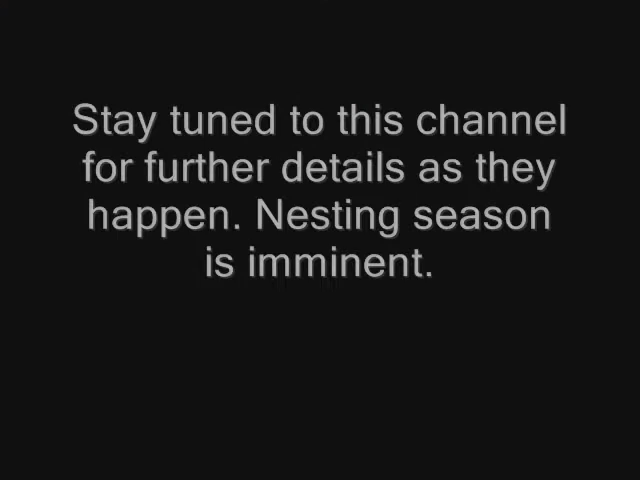 Stay tuned to this channel
for further details as they
happen. Nesting season
is imminent.